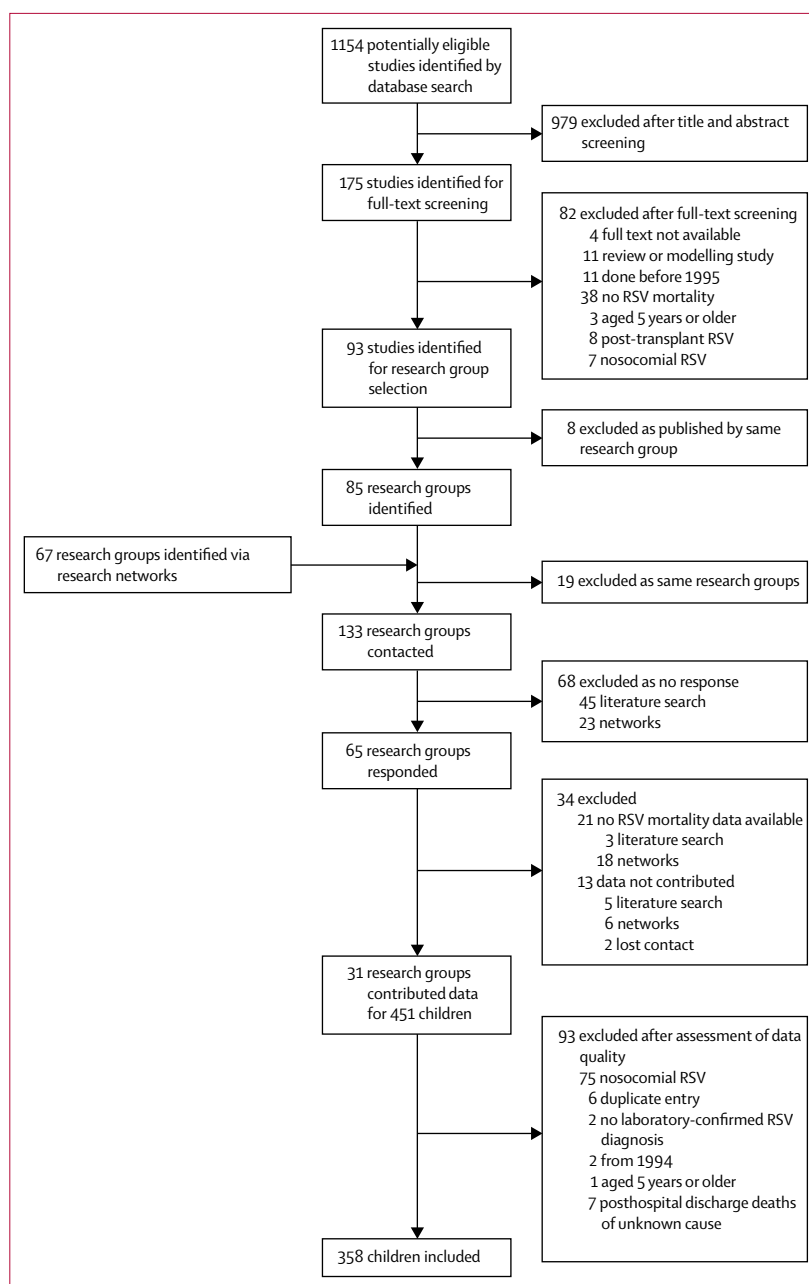 1154 potentially eligible
studies identified by
database search
979 excluded after title and abstract
screening
175 studies identified for
full-text screening
82 excluded after full-text screening
4 full text not available
11 review or modelling study
11 done before 1995
38 no RSV mortality
3 aged 5 years or older
8 post-transplant RSV
7 nosocomial RSV
93 studies identified
for research group
selection
8 excluded as published by same
research group
85 research groups
identified
67 research groups identified via
research networks
19 excluded as same research groups
133 research groups
contacted
68 excluded as no response
45 literature search
23 networks
65 research groups
responded
34 excluded
21 no RSV mortality data available
3 literature search
18 networks
13 data not contributed
5 literature search
6 networks
2 lost contact
31 research groups
contributed data
for 451 children
93 excluded after assessment of data
quality
75 nosocomial RSV
6 duplicate entry
2 no laboratory-confirmed RSV
diagnosis
2 from 1994
1 aged 5 years or older
7 posthospital discharge deaths
of unknown cause
358 children included